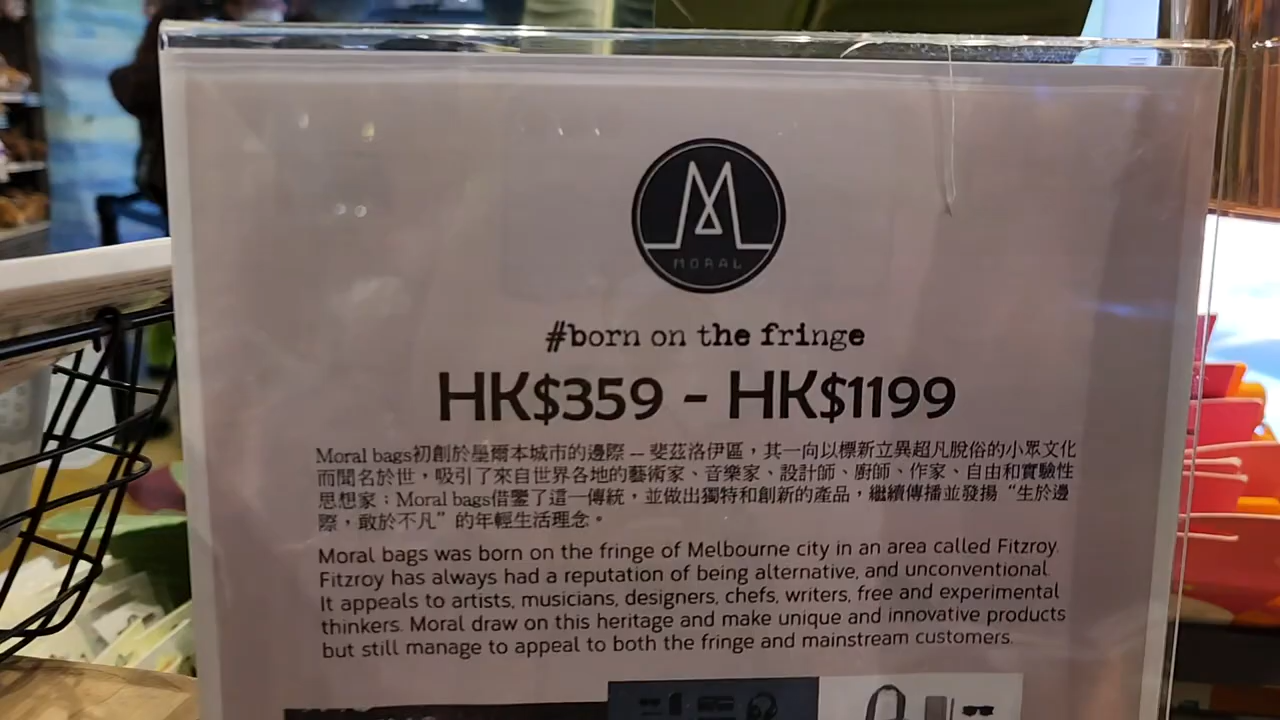 MORAL
#born on the fringe
HK$359 - HK$1199
Moral bags初創於墨爾本城市的邊際 – 斐茲洛伊區，其一向以標新立異超凡脫俗的小眾文化
而聞名於世，吸引了來自世界各地的藝術家、音樂家、設計師、廚師、作家、自由和實驗性
思想家；Moral bags借鑒了這一傳統，並做出獨特和創新的產品，繼續傳播並發揚“生於邊
際，敢於不凡”的年輕生活理念。
Moral bags was born on the fringe of Melbourne city in an area called Fitzroy.
Fitzroy has always had a reputation of being alternative, and unconventional
It appeals to artists, musicians, designers, chefs, writers, free and experimental
thinkers. Moral draw on this heritage and make unique and innovative products
but still manage to appeal to both the fringe and mainstream customers.